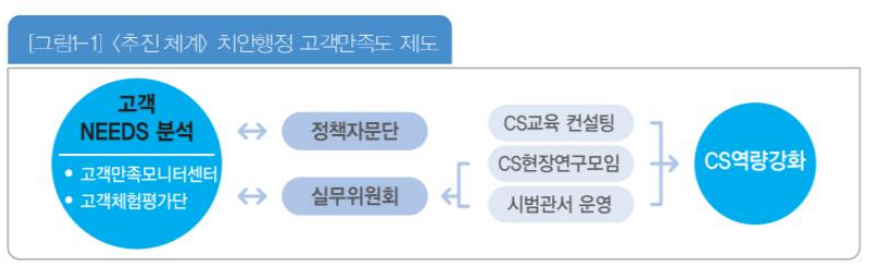 [그림1-1] 〈추진 체계〉 치안행정 고객만족도 제도
고객
NEEDS 분석
• 고객만족모니터센터
• 고객체험평가단
정책자문단
실무위원회
CS교육 컨설팅
CS현장연구모임
시범관서 운영
CS역량강화